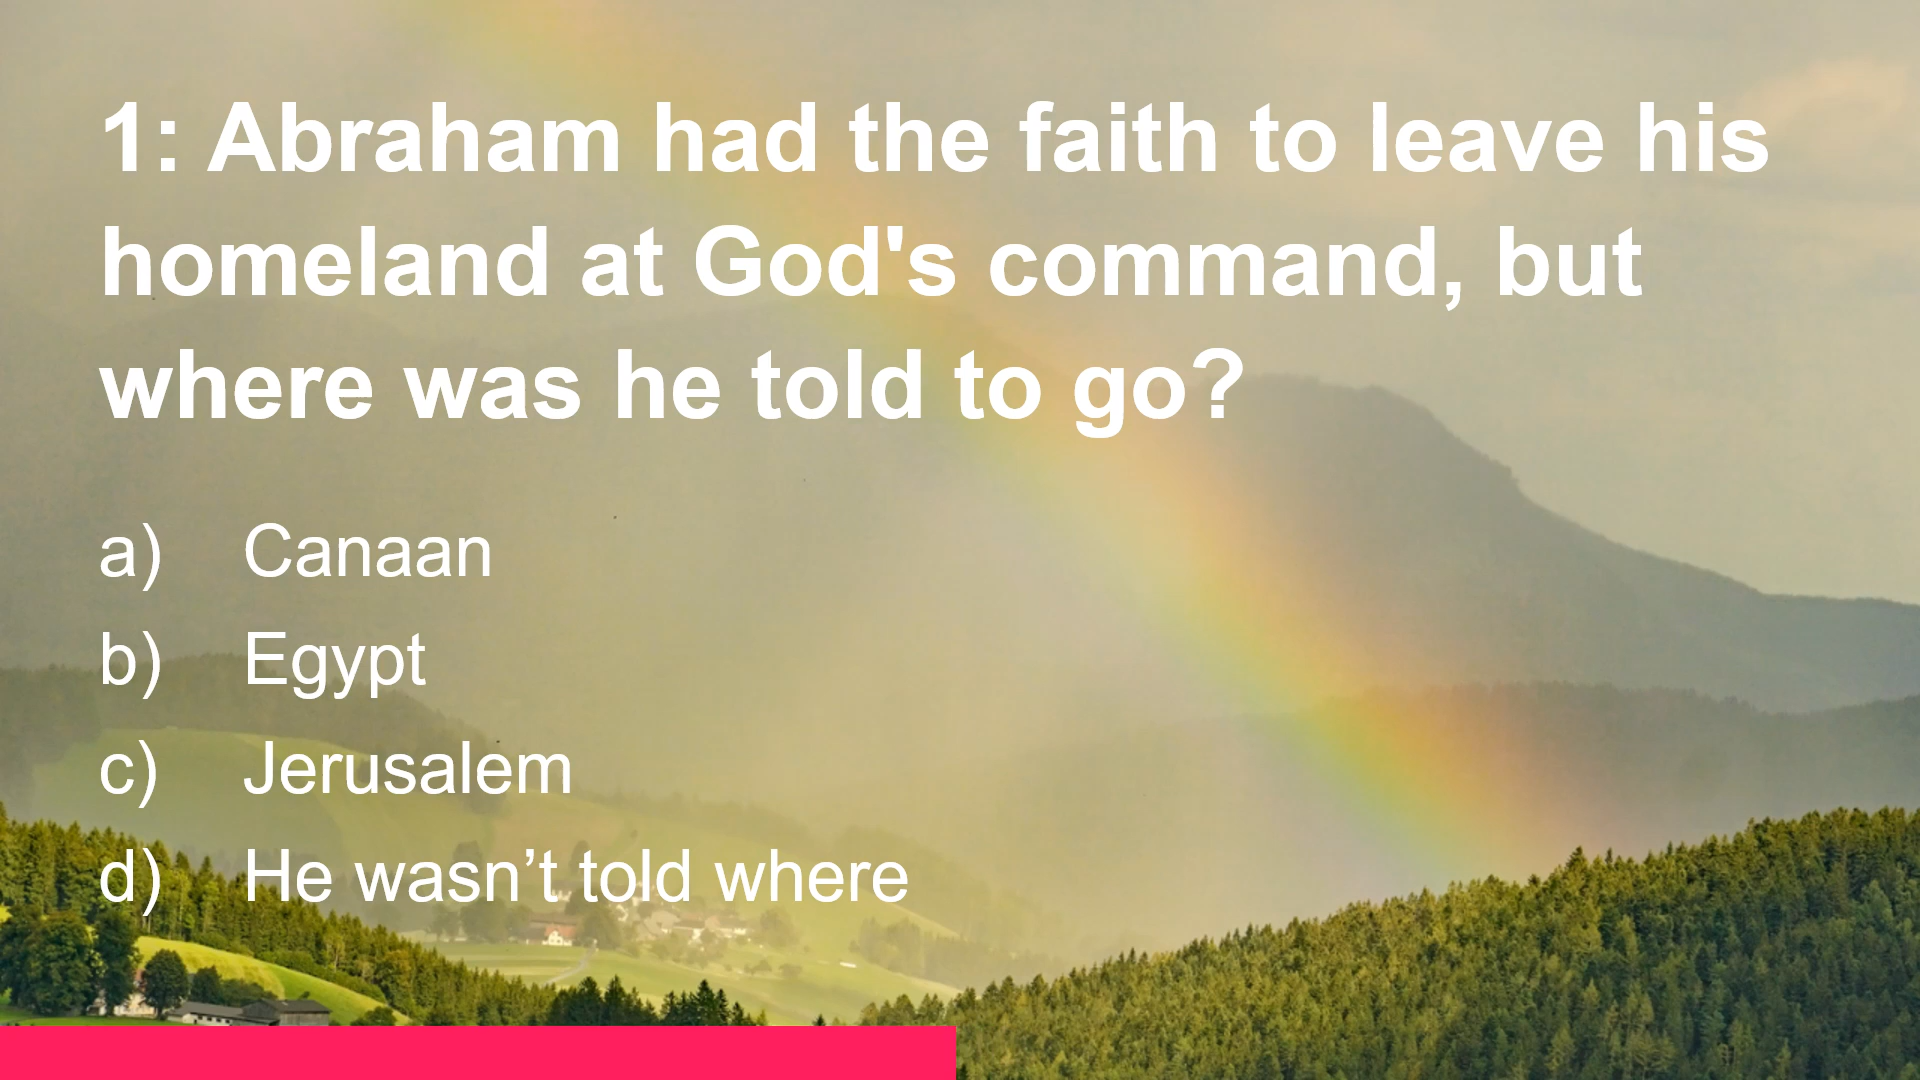 1: Abraham had the faith to leave his
homeland at God's command, but
where was he told to go?
a) Canaan
b) Egypt
c) Jerusalem
d) He wasn’t told where